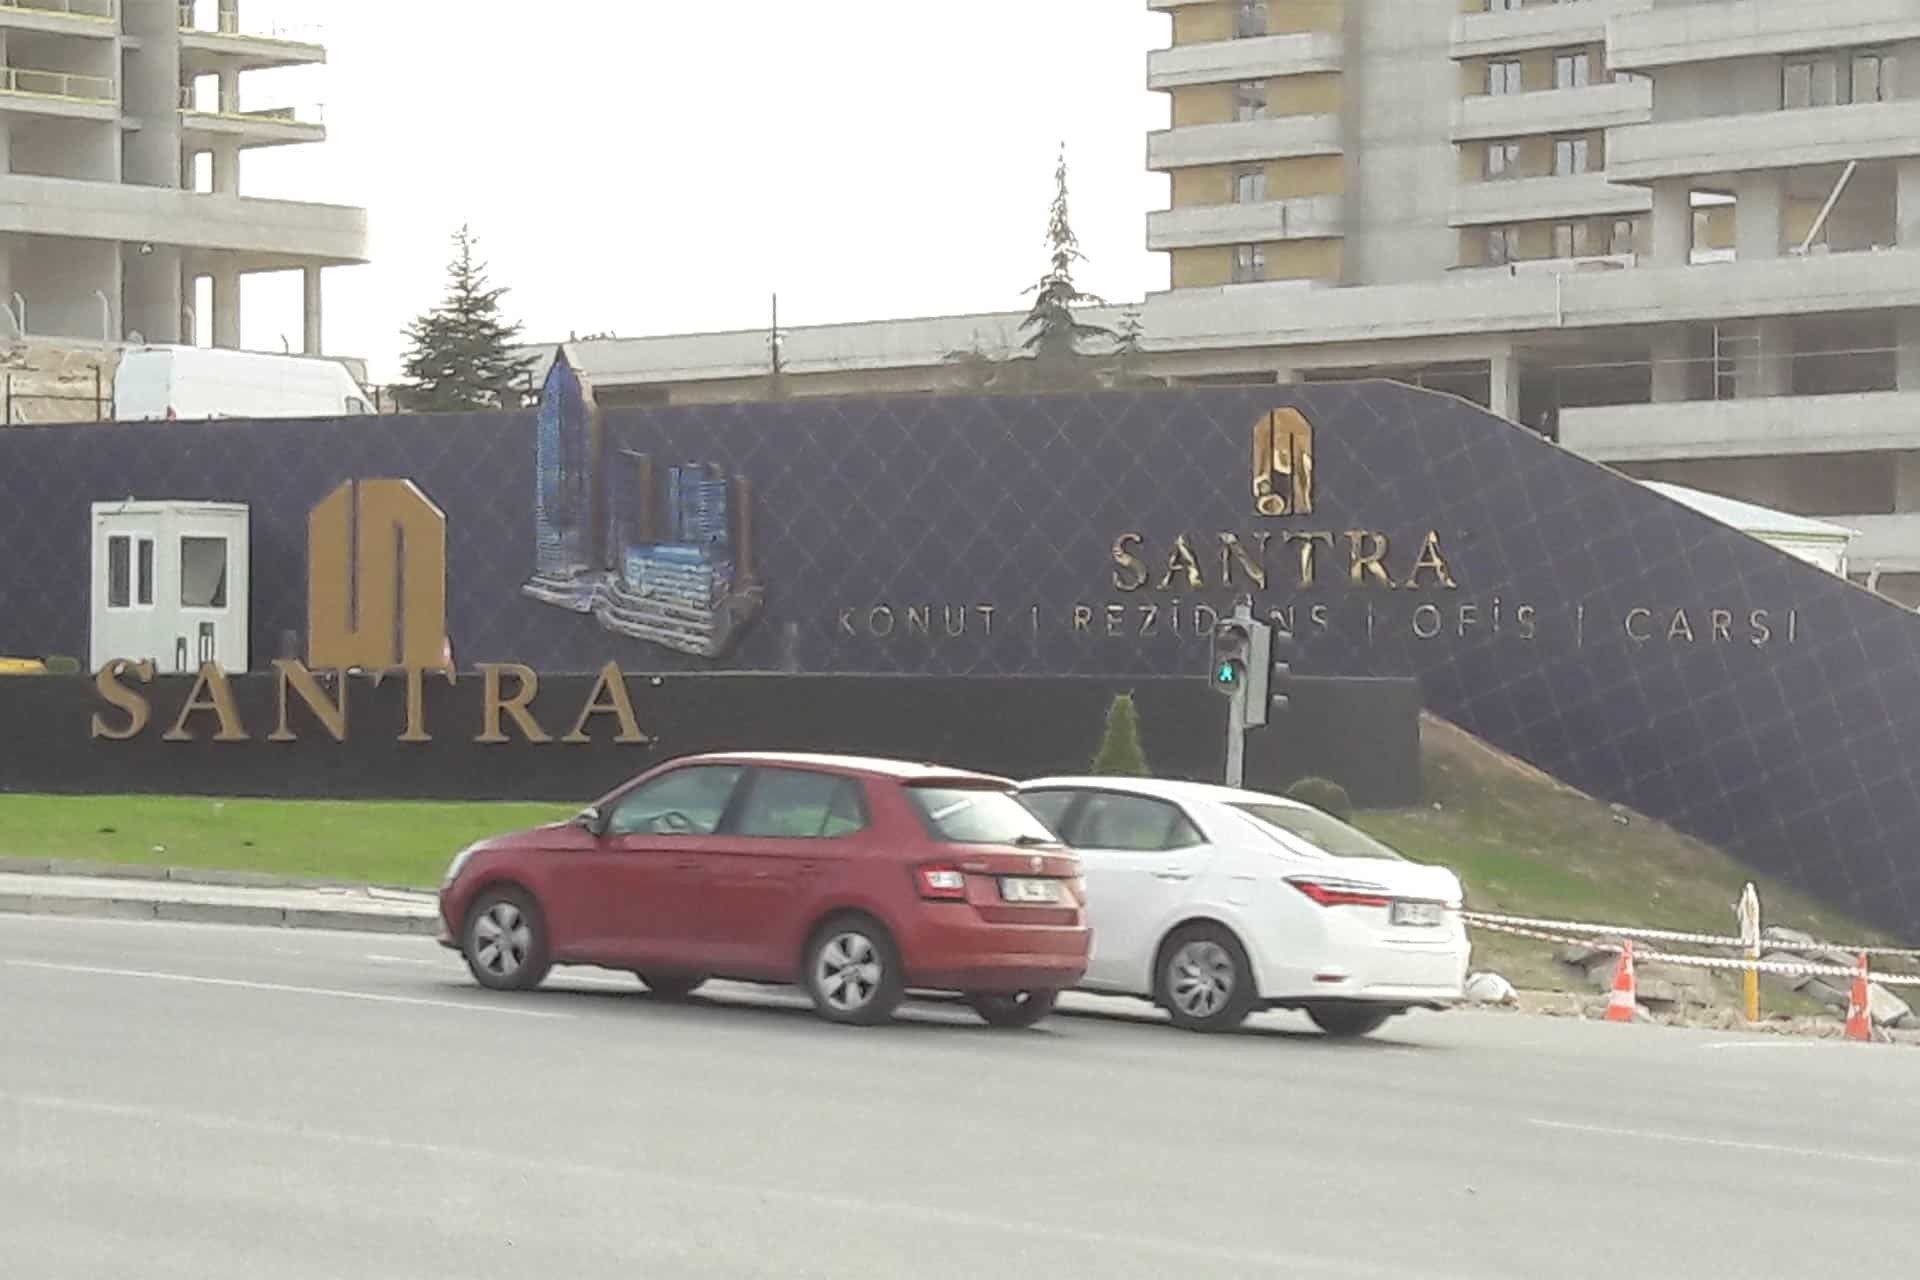 SANTRA
SANTRA
KONUT | REZİDANS | OFİS | ÇARŞI